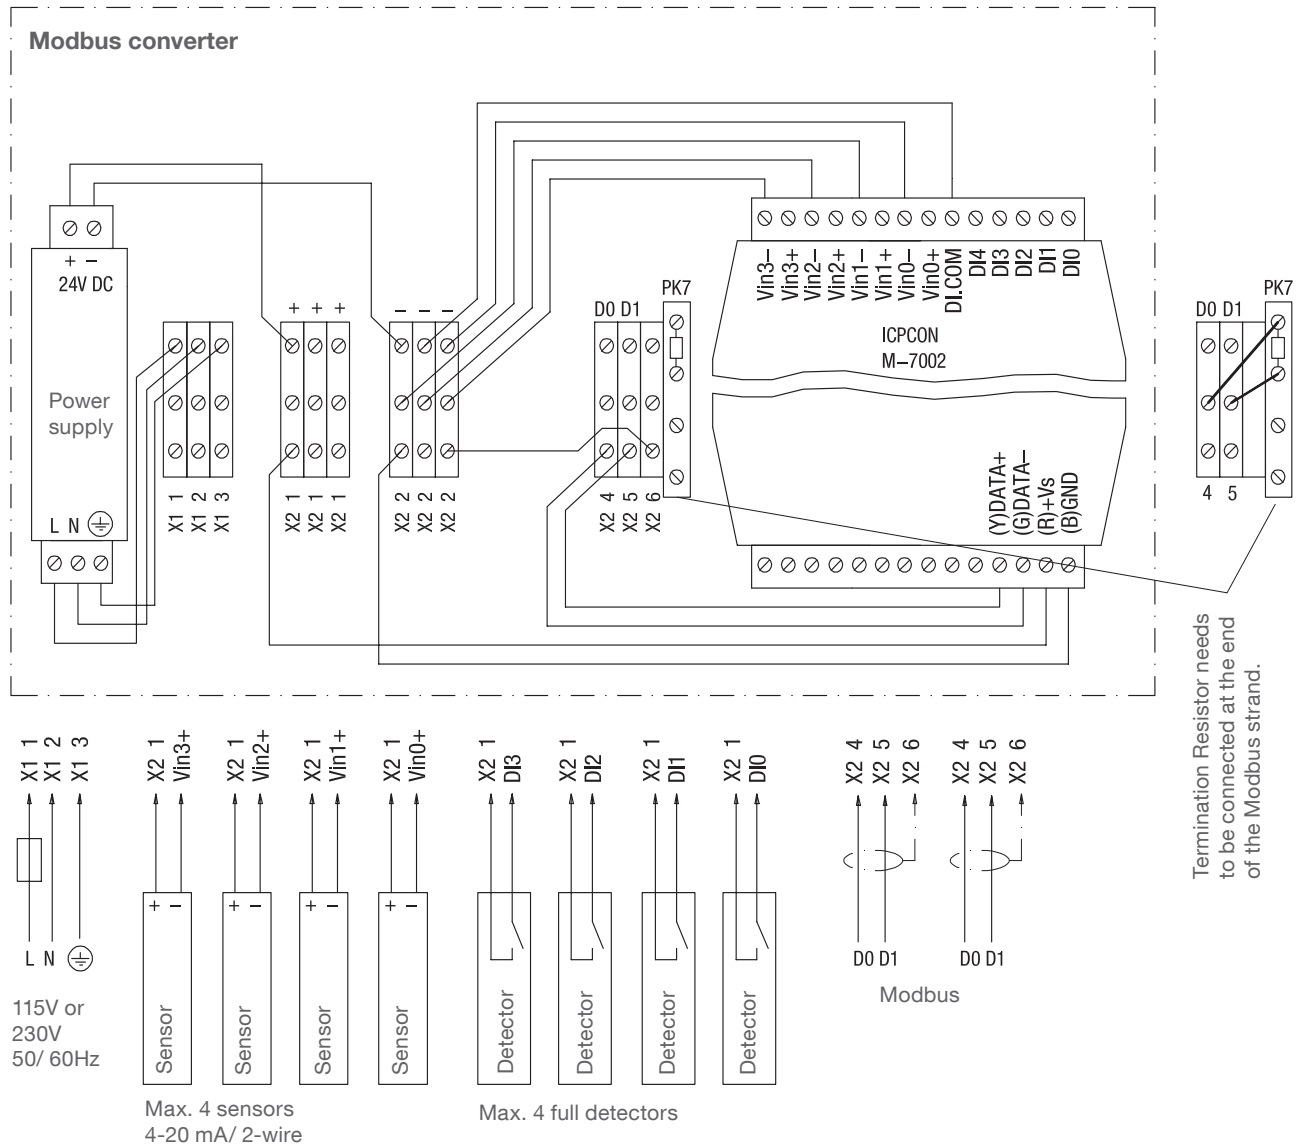 Modbus converter
+ −
24V DC
Power
supply
L N
X1 1
X1 2
X1 3
+ + +
X2 1
X2 1
X2 1
− − −
X2 2
X2 2
X2 2
D0 D1
PK7
X2 4
X2 5
X2 6
Vin3−
Vin3+
Vin2−
Vin2+
Vin1−
Vin1+
Vin0−
Vin0+
DI.COM
DI4
DI3
DI2
DI1
DI0
ICPCON
M−7002
(Y)DATA+
(G)DATA−
(R)+Vs
(B)GND
D0 D1
PK7
4 5
Termination Resistor needs
to be connected at the end
of the Modbus strand.
X1 1
X1 2
X1 3
L N
115V or
230V
50/ 60Hz
X2 1
Vin3+
+ −
Sensor
X2 1
Vin2+
+ −
Sensor
X2 1
Vin1+
+ −
Sensor
X2 1
Vin0+
+ −
Sensor
Max. 4 sensors
4-20 mA/ 2-wire
X2 1
DI3
Detector
X2 1
DI2
Detector
X2 1
DI1
Detector
X2 1
DI0
Detector
Max. 4 full detectors
X2 4
X2 5
X2 6
D0 D1
X2 4
X2 5
X2 6
D0 D1
Modbus